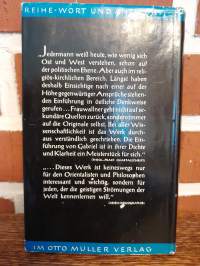 REIHE-WORT UND
„Jedermann weiß heute, wie wenig sich
Ost und West verstehen, selten auf
der politischen Ebene. Aber auch im reli-
giös-kirchlichen Bereich. Längst haben
deshalb Einsichtige nach einer auf der
Höhe gegenwärtiger Ansprüche stehen-
den Einführung in östliche Denkweise
gerufen ... Frauwallner geht nicht auf se-
kundäre Quellen zurück, sondern immer
auf die Originale selbst. Bei aller Wis-
senschaftlichkeit ist das Werk durch-
aus verständlich geschrieben. Die Ein-
führung von Gabriel ist in ihrer Dichte
und Klarheit ein Meisterstück für sich.“
„ ... Dieses Werk ist keineswegs nur
für den Orientalisten und Philosophen
interessant und wichtig, sondern für
jeden, der die geistigen Strömungen der
Welt kennenlernen will.“
IM OTTO MÜLLER VERLAG